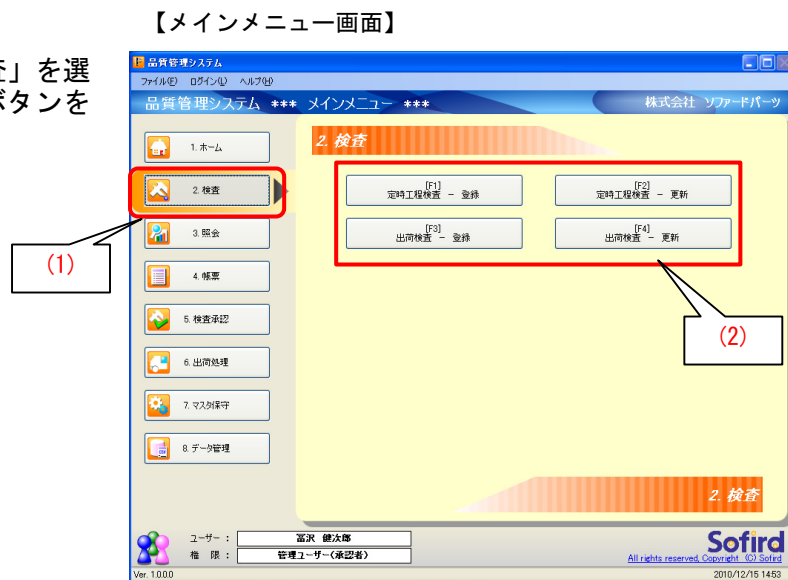 【メインメニュー画面】
査」を選
ボタンを
品質管理システム
ファイル(F) ログイン(L) ヘルプ(H)
品質管理システム *** メインメニュー ***
株式会社 ソファードパーツ
1. ホーム
2. 検査
3. 照会
4. 帳票
5. 検査承認
6. 出荷処理
7. マスタ保守
8. データ管理
2. 検査
[F1]
定時工程検査 － 登録
[F2]
定時工程検査 － 更新
[F3]
出荷検査 － 登録
[F4]
出荷検査 － 更新
(1)
(2)
2. 検査
ユーザー : 冨沢 健次郎
権 限 : 管理ユーザー(承認者)
Sofird
All rights reserved, Copyright (C) Sofird
Ver. 1.0.0.0
2010/12/15 14:53